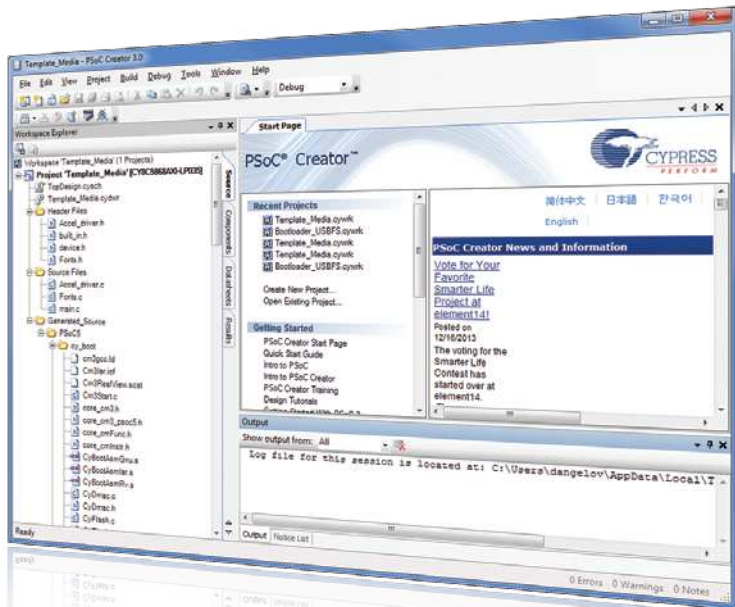 Template_Media - PSoC Creator 3.0
File Edit View Project Build Debug Tools Window Help
Debug
Workspace Explorer
Workspace 'Template_Media' (1 Projects)
Project 'Template_Media' [CY8C5868AXI-LP035]
TopDesign.cysch
Template_Media.cydwr
Header Files
Accel_driver.h
built_in.h
device.h
Fonts.h
Source Files
Accel_driver.c
Fonts.c
main.c
Generated_Source
PSoC5
cy_boot
cm3gcc.ld
Cm3Iar.icf
Cm3RealView.scat
Cm3Start.c
core_cm3.h
core_cm3_psoc5.h
core_cmFunc.h
core_cmInstr.h
CyBootAsmGnu.s
CyBootAsmIar.s
CyBootAsmRv.s
CyDmac.c
CyDmac.h
CyFlash.c
Source
Components
Datasheets
Results
Start Page
PSoC® Creator™
CYPRESS
PERFORM
Recent Projects
Template_Media.cywrk
Bootloader_USBFS.cywrk
Template_Media.cywrk
Template_Media.cywrk
Bootloader_USBFS.cywrk
Create New Project...
Open Existing Project...
Getting Started
PSoC Creator Start Page
Quick Start Guide
Intro to PSoC
Intro to PSoC Creator
PSoC Creator Training
Design Tutorials
简体中文 日本語 한국어
English
PSoC Creator News and Information
Vote for Your
Favorite
Smarter Life
Project at
element14!
Posted on
12/16/2013
The voting for the
Smarter Life
Contest has
started over at
element14.
Output
Show output from: All
Log file for this session is located at: C:\Users\dangelov\AppData\Local\T
Output Notice List
Ready
0 Errors 0 Warnings 0 Notes